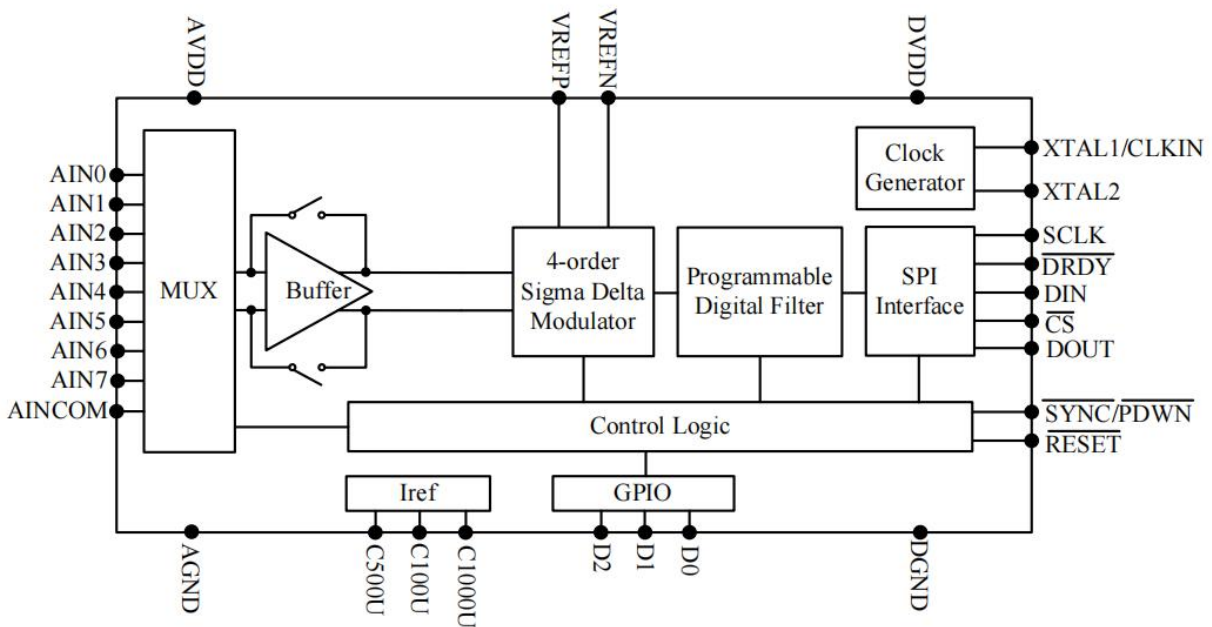 AVDD
VREFP
VREFN
DVDD
AIN0
AIN1
AIN2
AIN3
AIN4
AIN5
AIN6
AIN7
AINCOM
MUX
Buffer
4-order
Sigma Delta
Modulator
Programmable
Digital Filter
SPI
Interface
Clock
Generator
XTAL1/CLKIN
XTAL2
SCLK
DRDY
DIN
CS
DOUT
SYNC/PDWN
RESET
Control Logic
Iref
GPIO
AGND
C500U
C100U
C1000U
D2
D1
D0
DGND